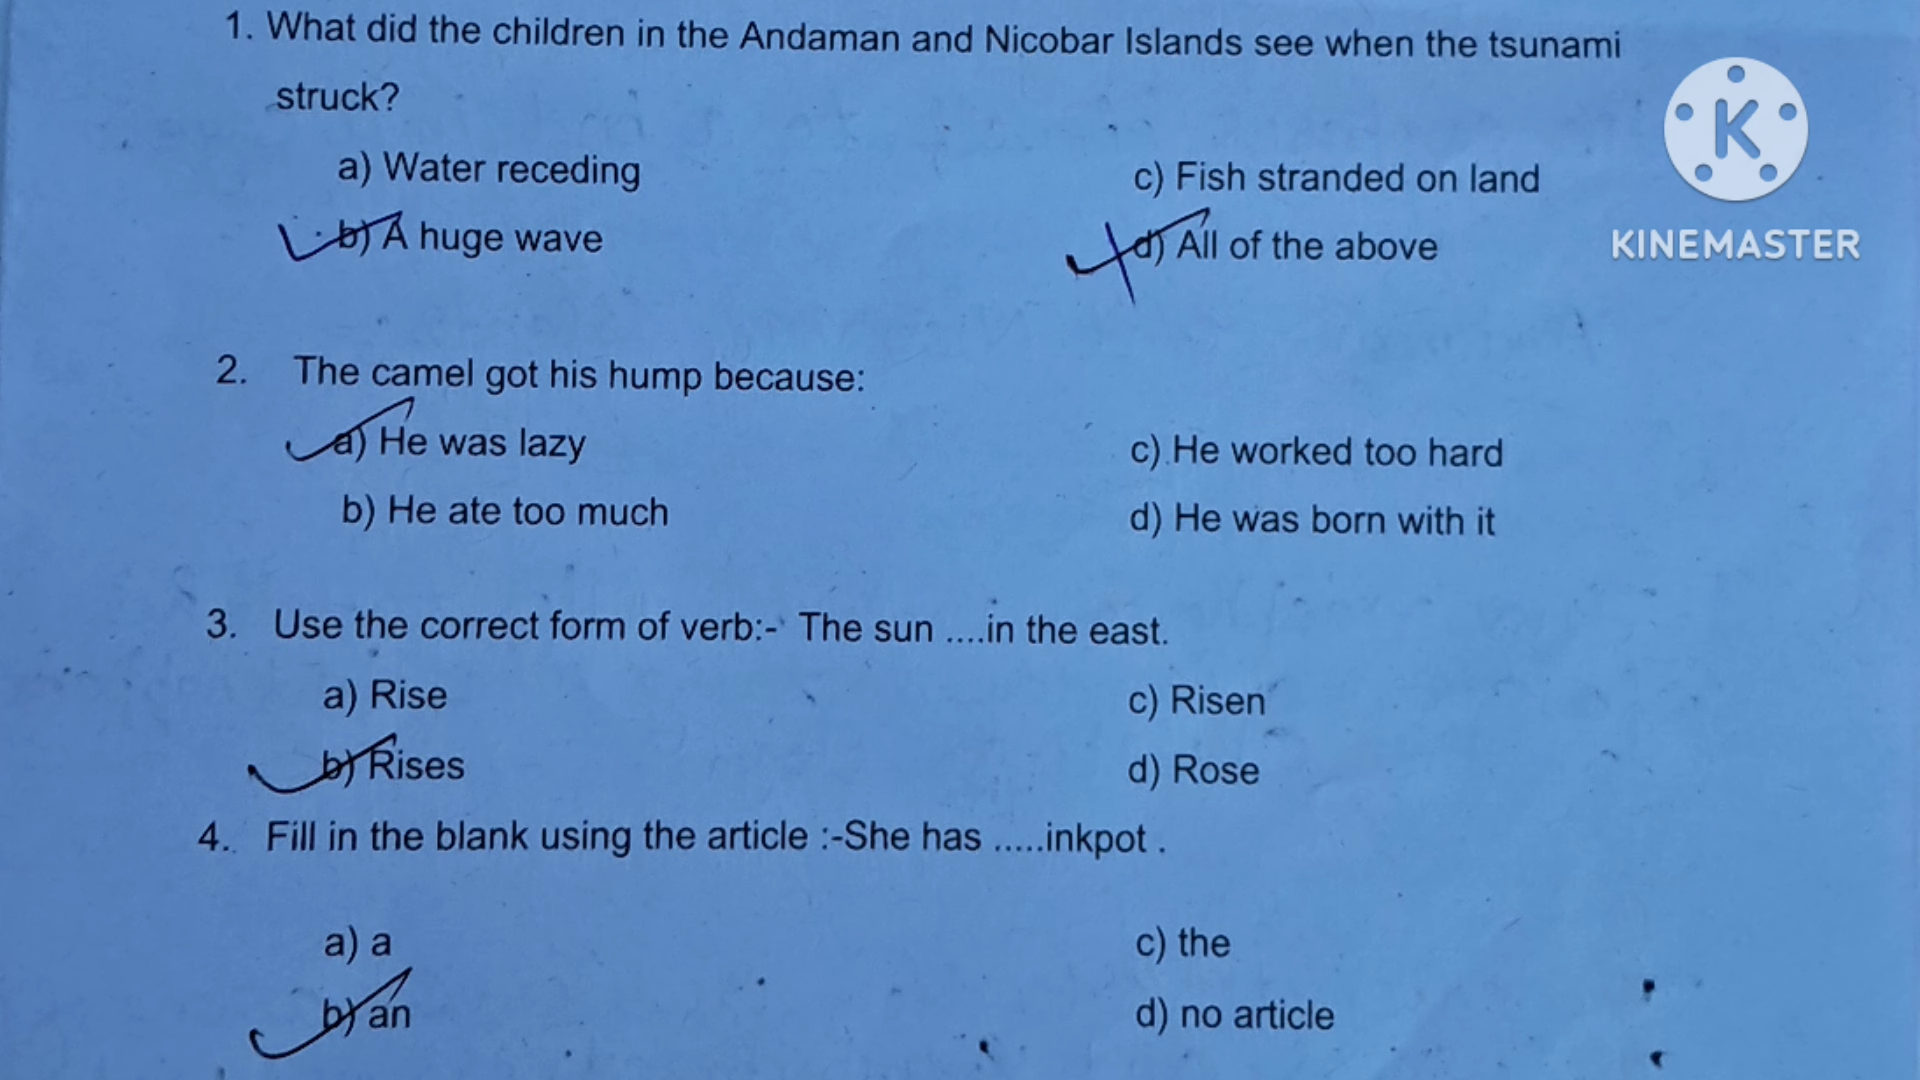 1. What did the children in the Andaman and Nicobar Islands see when the tsunami
struck?
a) Water receding
c) Fish stranded on land
b) A huge wave
d) All of the above
K
KINEMASTER
2. The camel got his hump because:
a) He was lazy
c) He worked too hard
b) He ate too much
d) He was born with it
3. Use the correct form of verb:- The sun ....in the east.
a) Rise
c) Risen
b) Rises
d) Rose
4. Fill in the blank using the article :-She has .....inkpot .
a) a
c) the
b) an
d) no article